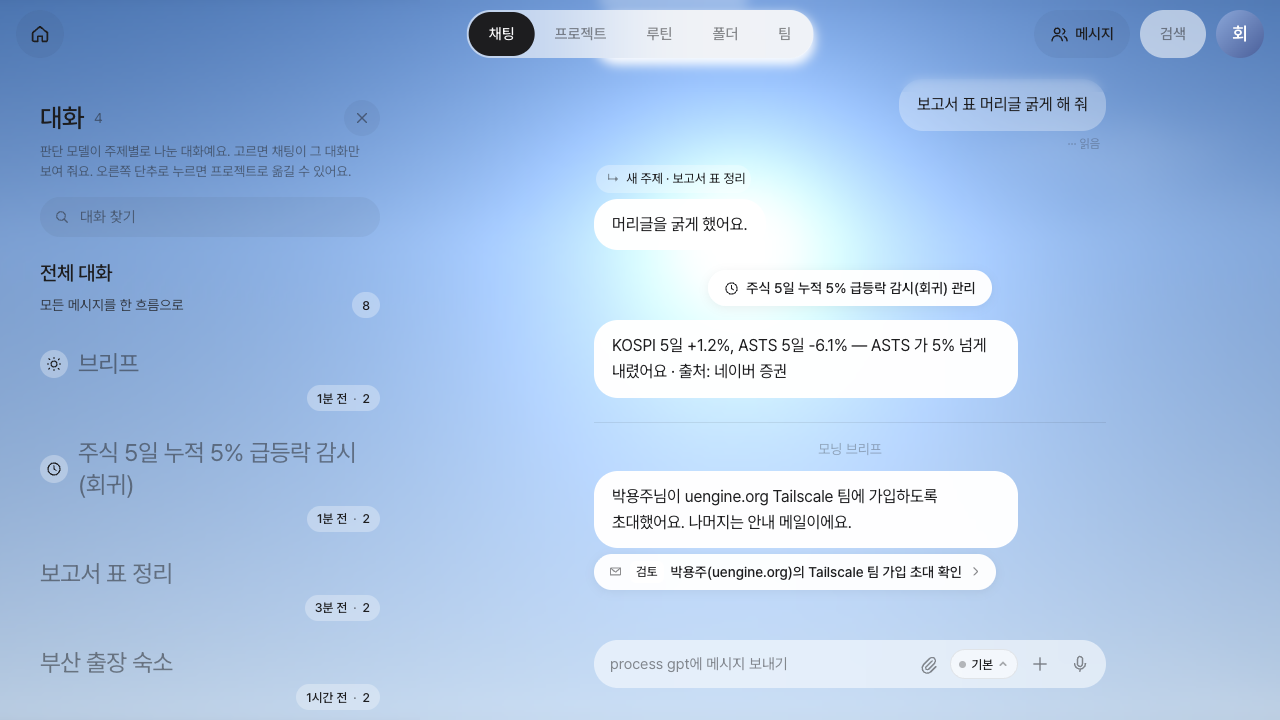 채팅
프로젝트
루틴
폴더
팀
메시지
검색
회
대화 4
판단 모델이 주제별로 나눈 대화예요. 고르면 채팅이 그 대화만
보여 줘요. 오른쪽 단추로 누르면 프로젝트로 옮길 수 있어요.
대화 찾기
전체 대화
모든 메시지를 한 흐름으로
8
브리프
1분 전 · 2
주식 5일 누적 5% 급등락 감시
(회귀)
1분 전 · 2
보고서 표 정리
3분 전 · 2
부산 출장 숙소
1시간 전 · 2
보고서 표 머리글 굵게 해 줘
— 읽음
새 주제 · 보고서 표 정리
머리글을 굵게 했어요.
주식 5일 누적 5% 급등락 감시(회귀) 관리
KOSPI 5일 +1.2%, ASTS 5일 -6.1% — ASTS 가 5% 넘게
내렸어요 · 출처: 네이버 증권
모닝 브리프
박용주님이 uengine.org Tailscale 팀에 가입하도록
초대했어요. 나머지는 안내 메일이에요.
검토 박용주(uengine.org)의 Tailscale 팀 가입 초대 확인
process gpt에 메시지 보내기
기본